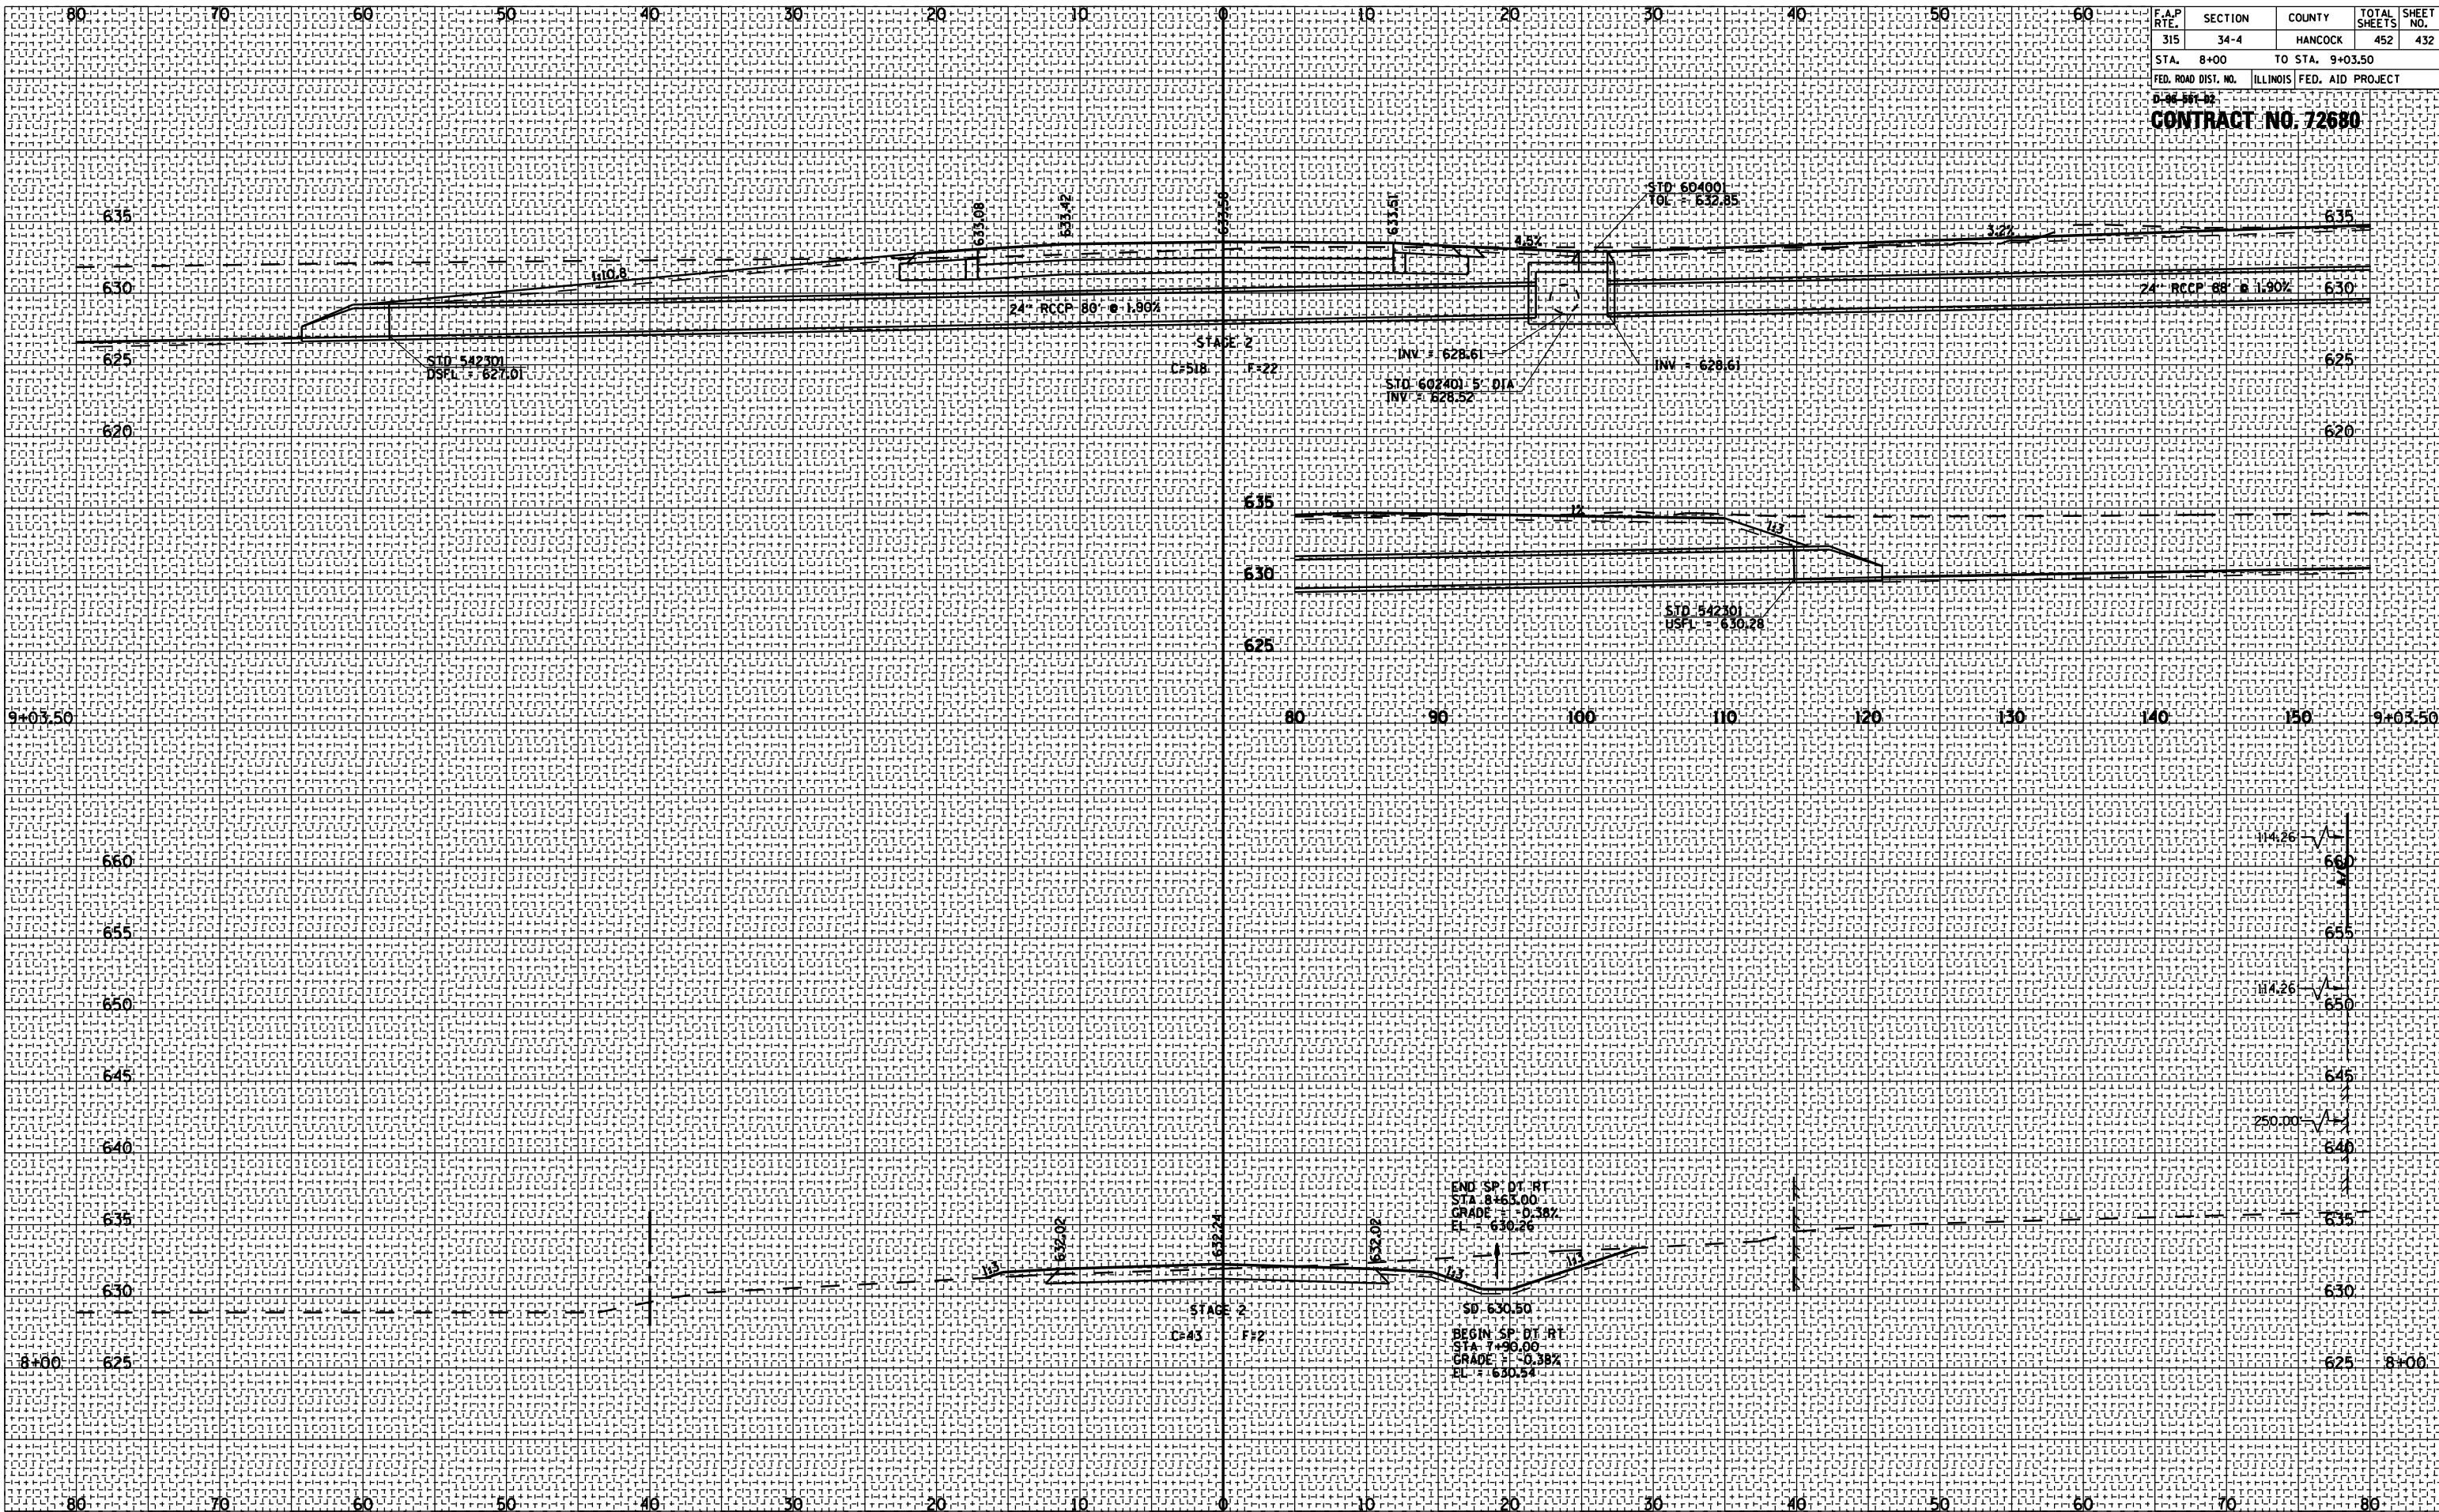 80 70 60 50 40 30 20 10 0 10 20 30 40 50 60
F.A.P RTE. SECTION COUNTY TOTAL SHEETS SHEET NO.
315 34-4 HANCOCK 452 432
STA. 8+00 TO STA. 9+03.50
FED. ROAD DIST. NO. ILLINOIS FED. AID PROJECT
CONTRACT NO. 72680
STD 604001
TOL = 632.85
633.08
633.42
633.58
633.51
635 635
4.5%
3.2%
1:10.8
630 630
24" RCCP 80' @ 1.90%
24" RCCP 88' @ 1.90%
STAGE 2
C=518 F=22
INV = 628.61
INV = 628.61
625 625
STD 542301
DSFL = 627.01
STD 602401 5' DIA
INV = 628.52
620 620
635
1%
1:3
630
STD 542301
USFL = 630.28
625
9+03.50 80 90 100 110 120 130 140 150 9+03.50
114.26
660 660
A/C
655 655
114.26
650 650
645 645
250.00
640 640
END SP DT RT
STA 8+63.00
GRADE = -0.38%
EL = 630.26
635 635
632.02
632.24
632.02
1:3
1:3
1:3
630 630
STAGE 2
SD 630.50
C=43 F=2
BEGIN SP DT RT
STA 7+90.00
GRADE = -0.38%
EL = 630.54
8+00 625 625 8+00
80 70 60 50 40 30 20 10 0 10 20 30 40 50 60 70 80